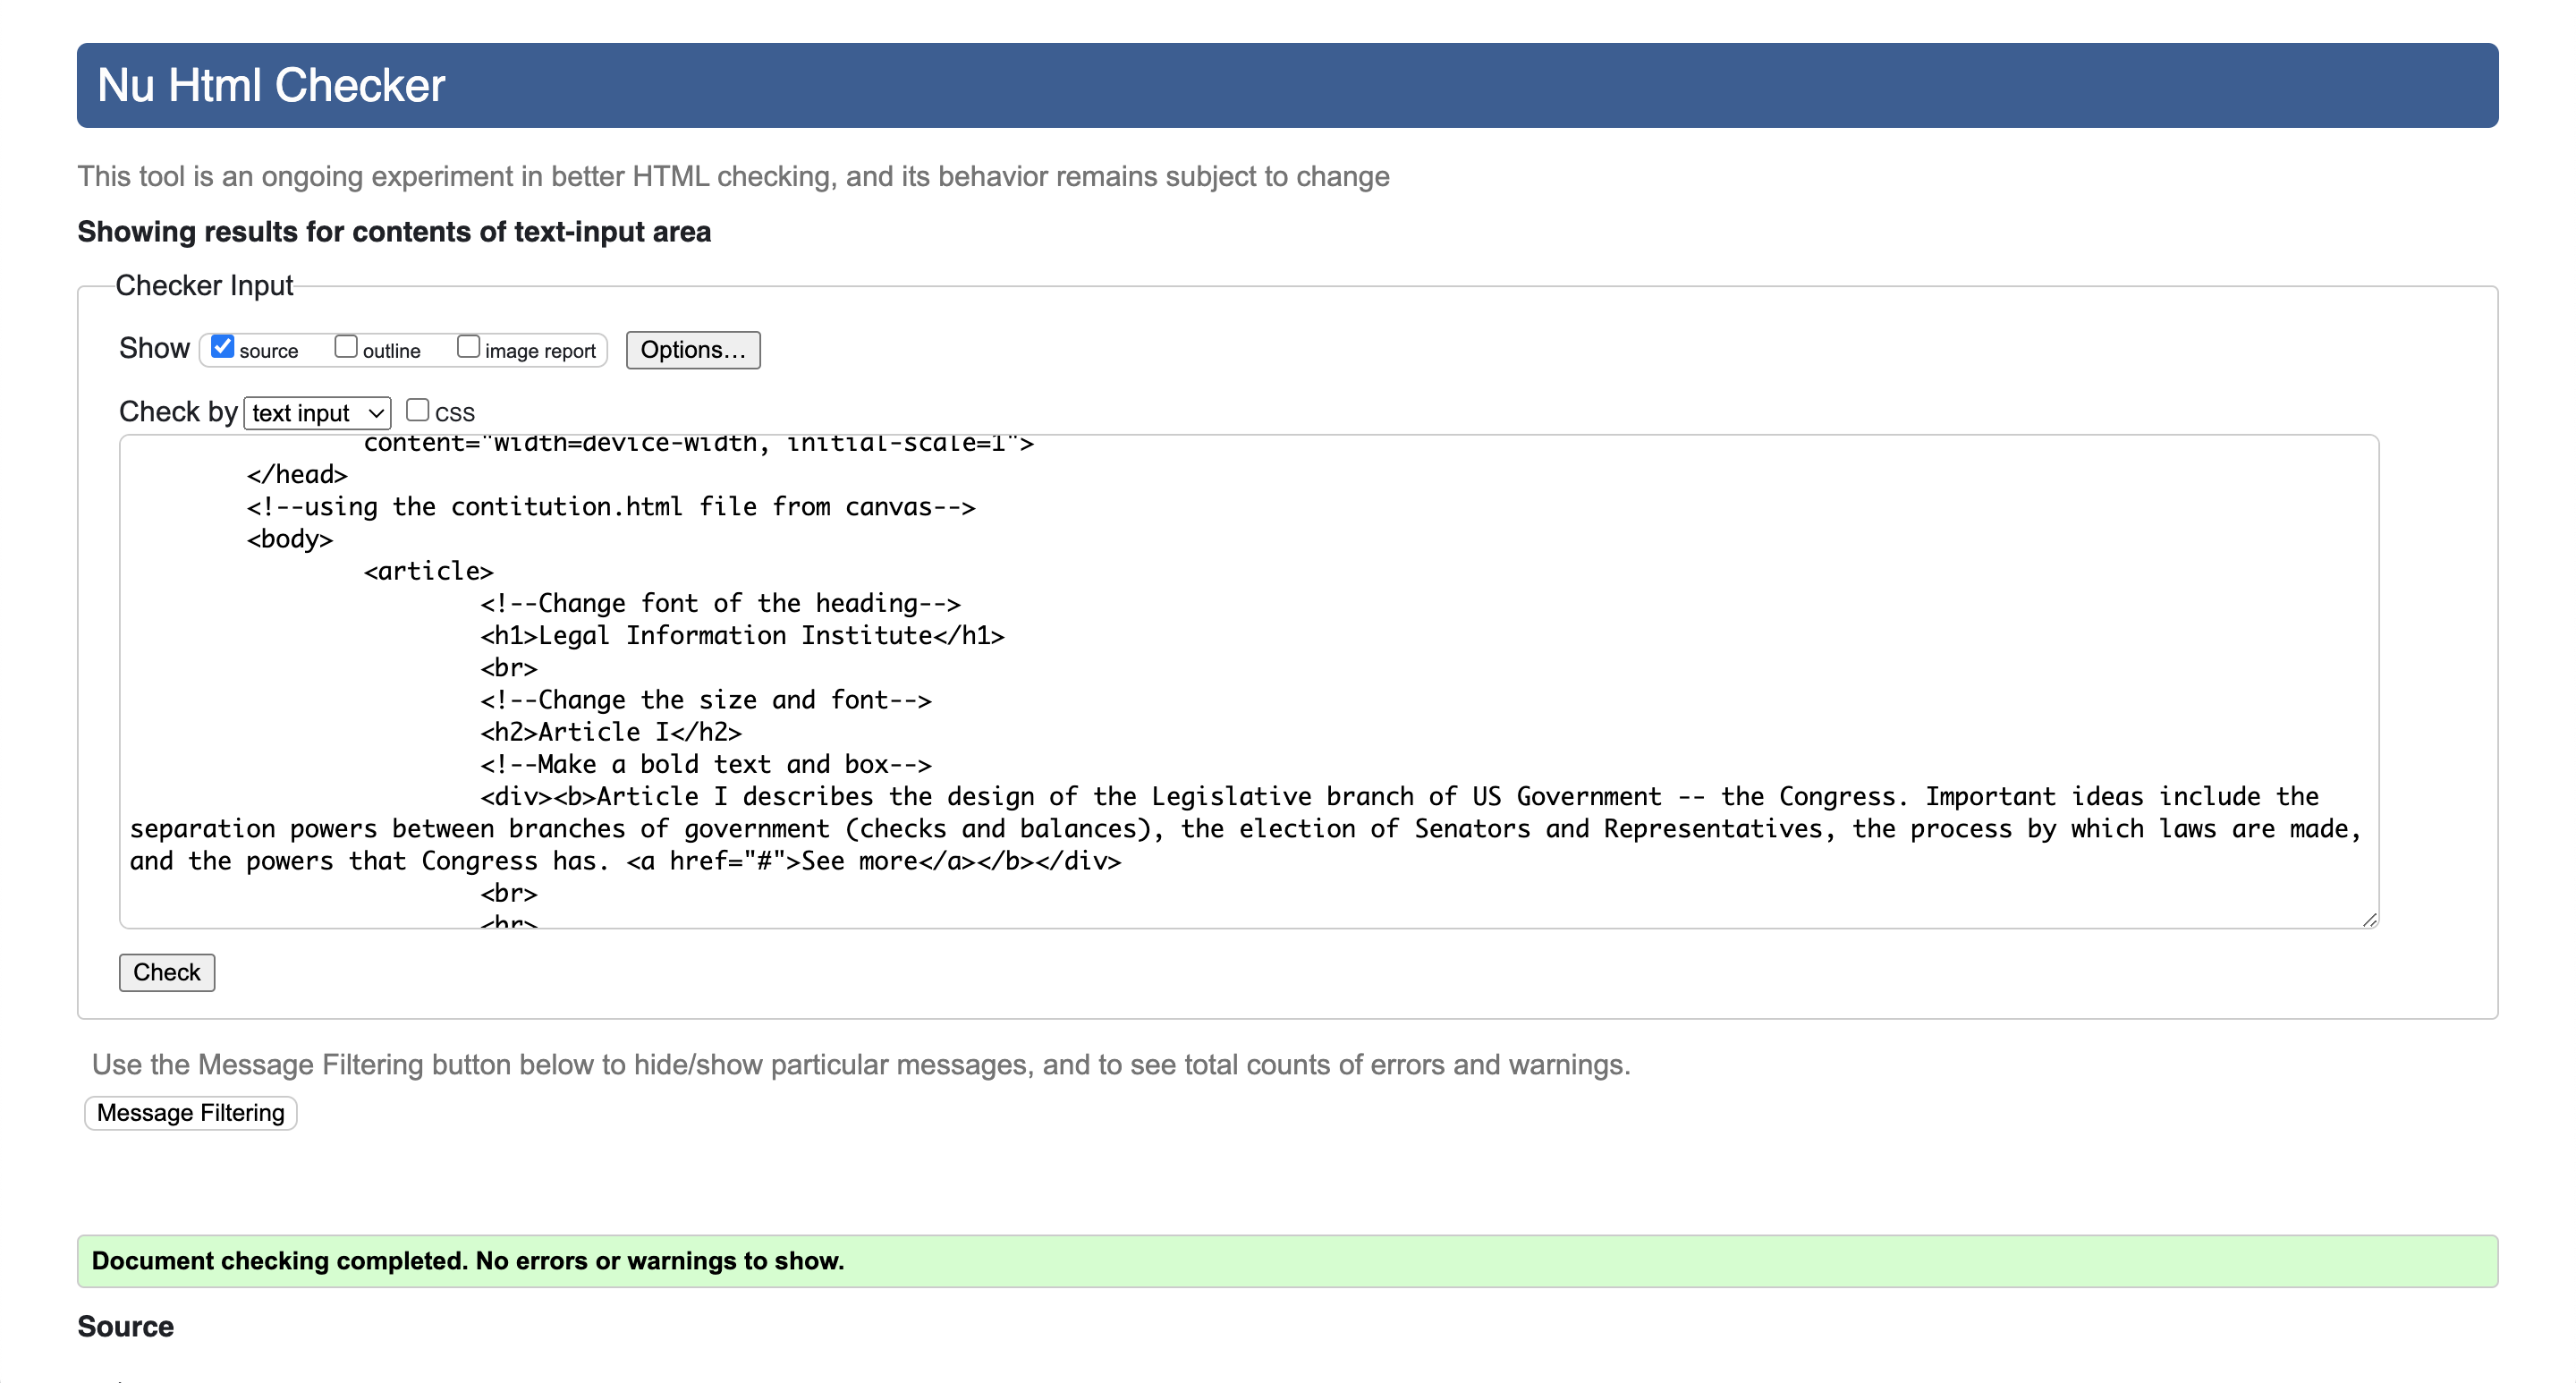 Nu Html Checker
This tool is an ongoing experiment in better HTML checking, and its behavior remains subject to change
Showing results for contents of text-input area
Checker Input
Show source outline image report Options...
Check by text input CSS
content="width=device-width, initial-scale=1">
</head>
<!--using the contitution.html file from canvas-->
<body>
<article>
<!--Change font of the heading-->
<h1>Legal Information Institute</h1>
<br>
<!--Change the size and font-->
<h2>Article I</h2>
<!--Make a bold text and box-->
<div><b>Article I describes the design of the Legislative branch of US Government -- the Congress. Important ideas include the
separation powers between branches of government (checks and balances), the election of Senators and Representatives, the process by which laws are made,
and the powers that Congress has. <a href="#">See more</a></b></div>
<br>
Check
Use the Message Filtering button below to hide/show particular messages, and to see total counts of errors and warnings.
Message Filtering
Document checking completed. No errors or warnings to show.
Source